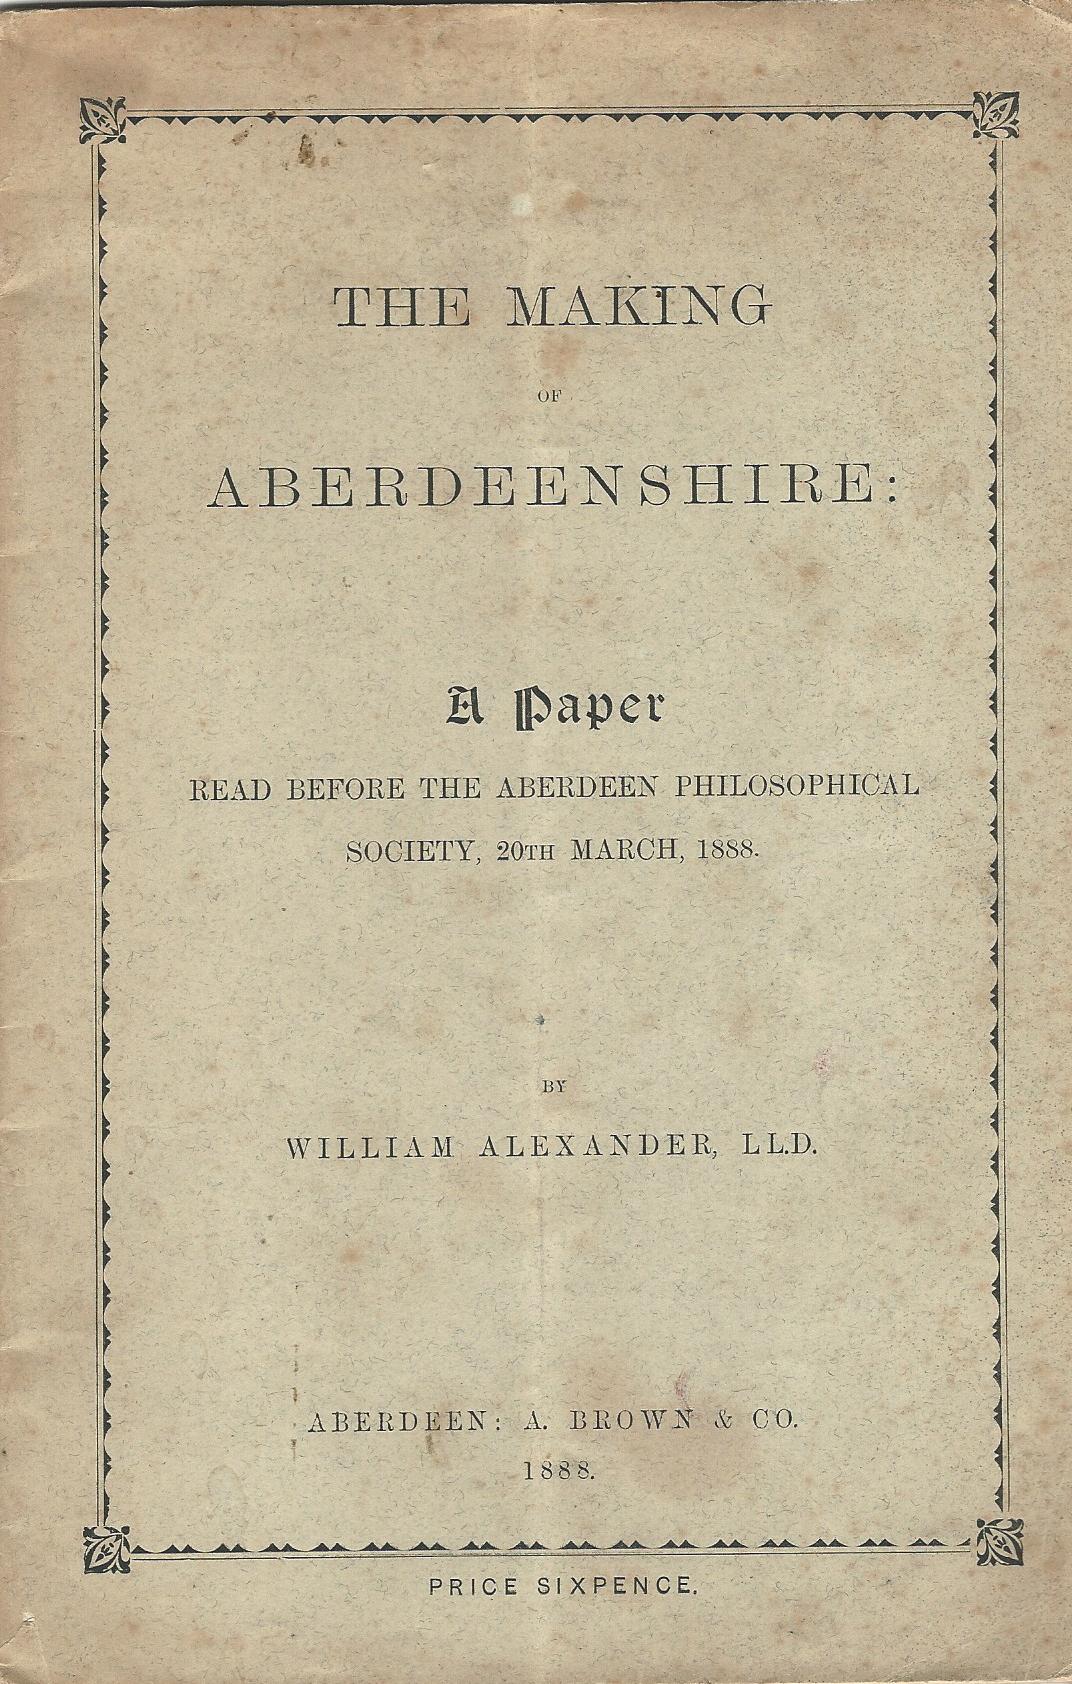 THE MAKING
OF
ABERDEENSHIRE:
A Paper
READ BEFORE THE ABERDEEN PHILOSOPHICAL
SOCIETY, 20TH MARCH, 1888.
BY
WILLIAM ALEXANDER, LL.D.
ABERDEEN: A. BROWN & CO.
1888.
PRICE SIXPENCE.